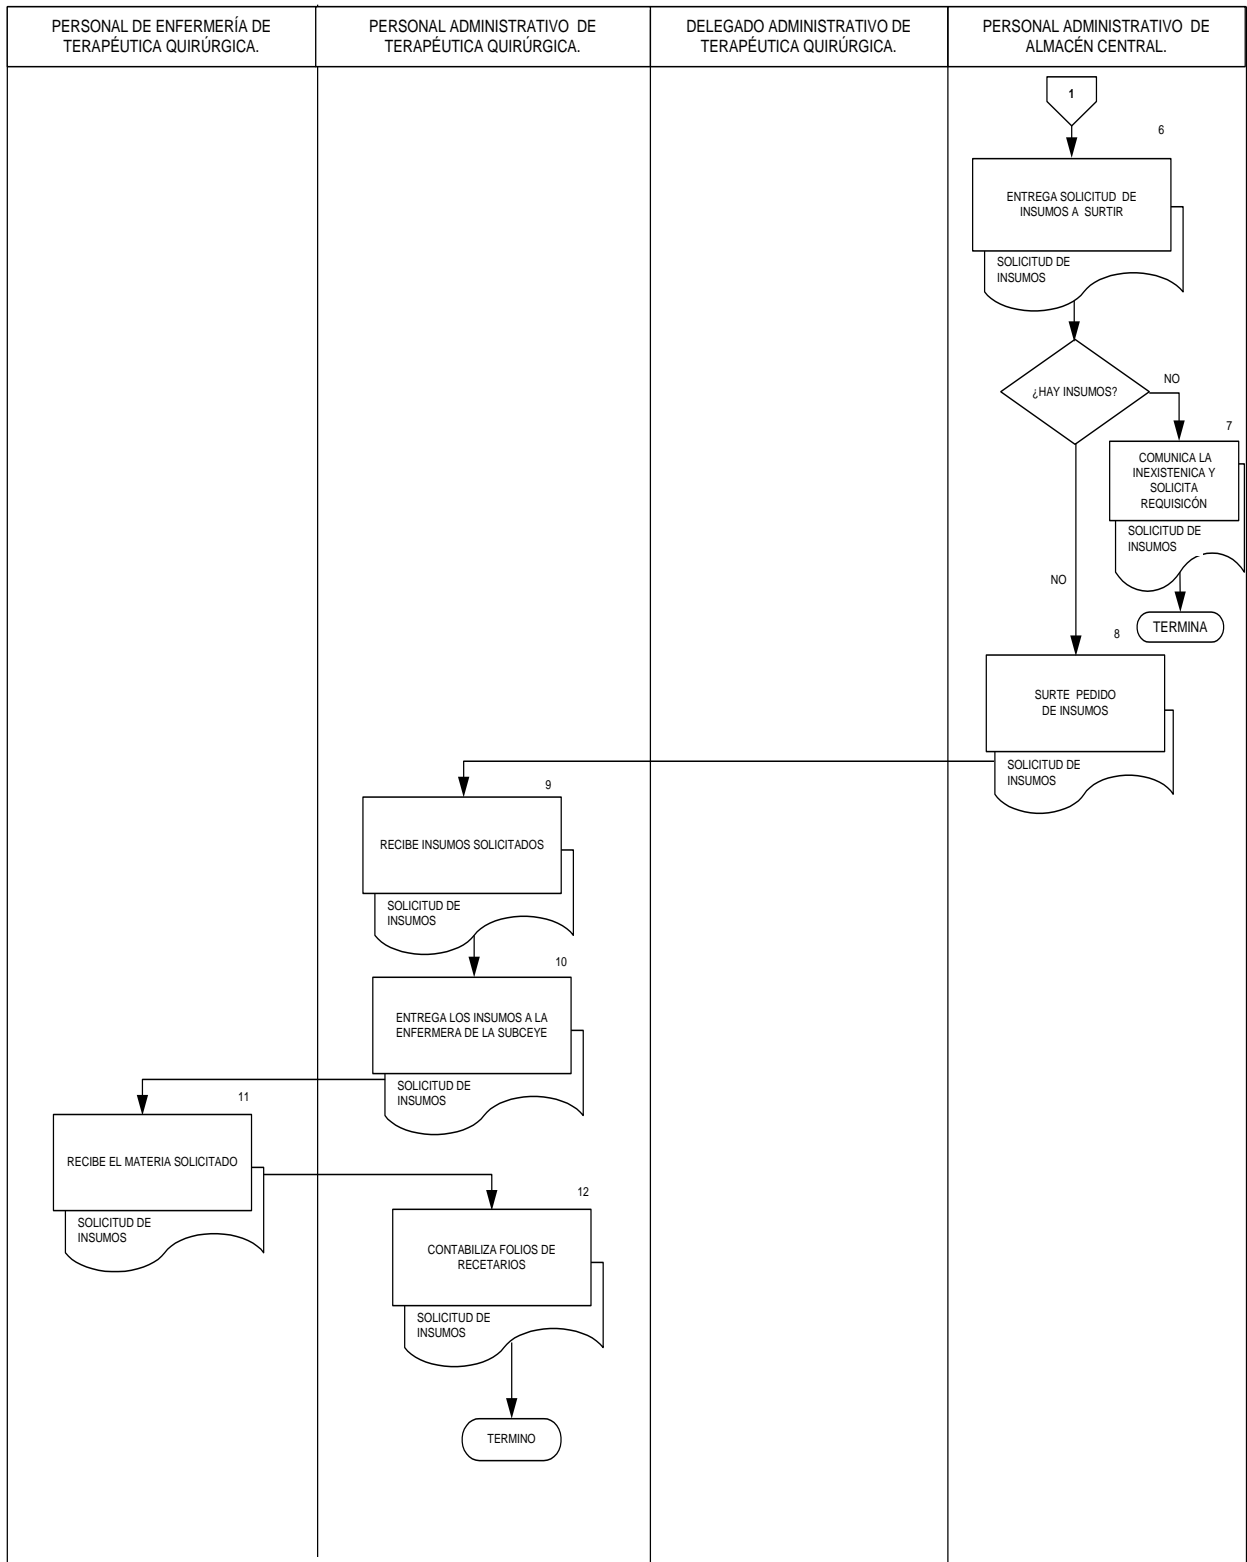 PERSONAL DE ENFERMERÍA DE
TERAPÉUTICA QUIRÚRGICA.
PERSONAL ADMINISTRATIVO DE
TERAPÉUTICA QUIRÚRGICA.
DELEGADO ADMINISTRATIVO DE
TERAPÉUTICA QUIRÚRGICA.
PERSONAL ADMINISTRATIVO DE
ALMACÉN CENTRAL.
1
6
ENTREGA SOLICITUD DE
INSUMOS A SURTIR
SOLICITUD DE
INSUMOS
¿HAY INSUMOS?
NO
7
COMUNICA LA
INEXISTENICA Y
SOLICITA
REQUISICÓN
SOLICITUD DE
INSUMOS
NO
TERMINA
8
SURTE PEDIDO
DE INSUMOS
SOLICITUD DE
INSUMOS
9
RECIBE INSUMOS SOLICITADOS
SOLICITUD DE
INSUMOS
10
ENTREGA LOS INSUMOS A LA
ENFERMERA DE LA SUBCEYE
SOLICITUD DE
INSUMOS
11
RECIBE EL MATERIA SOLICITADO
SOLICITUD DE
INSUMOS
12
CONTABILIZA FOLIOS DE
RECETARIOS
SOLICITUD DE
INSUMOS
TERMINO